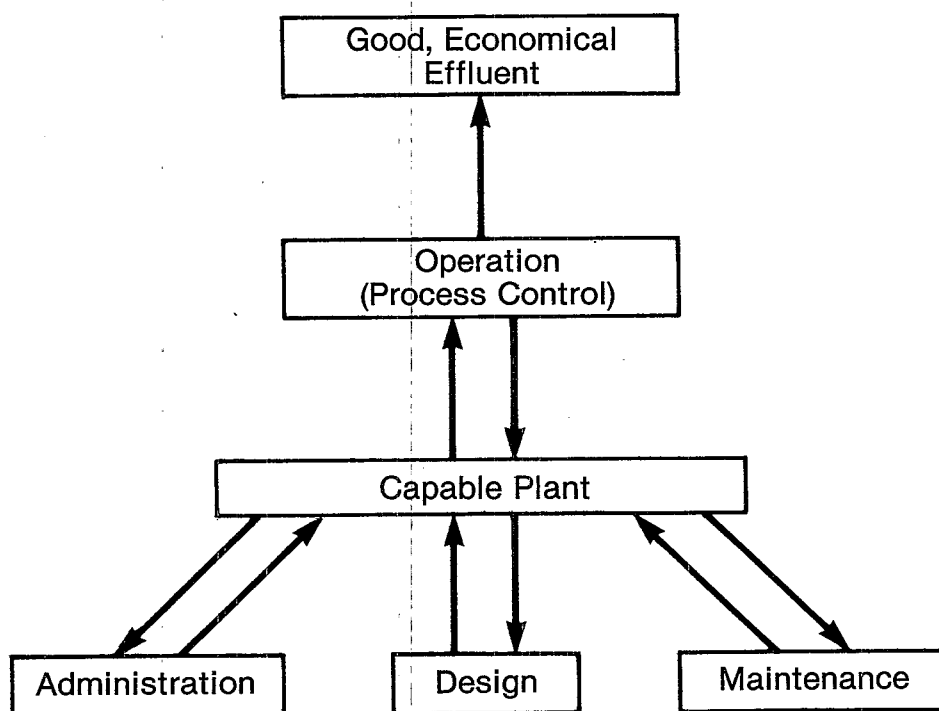 Good, Economical
Effluent
Operation
(Process Control)
Capable Plant
Administration
Design
Maintenance